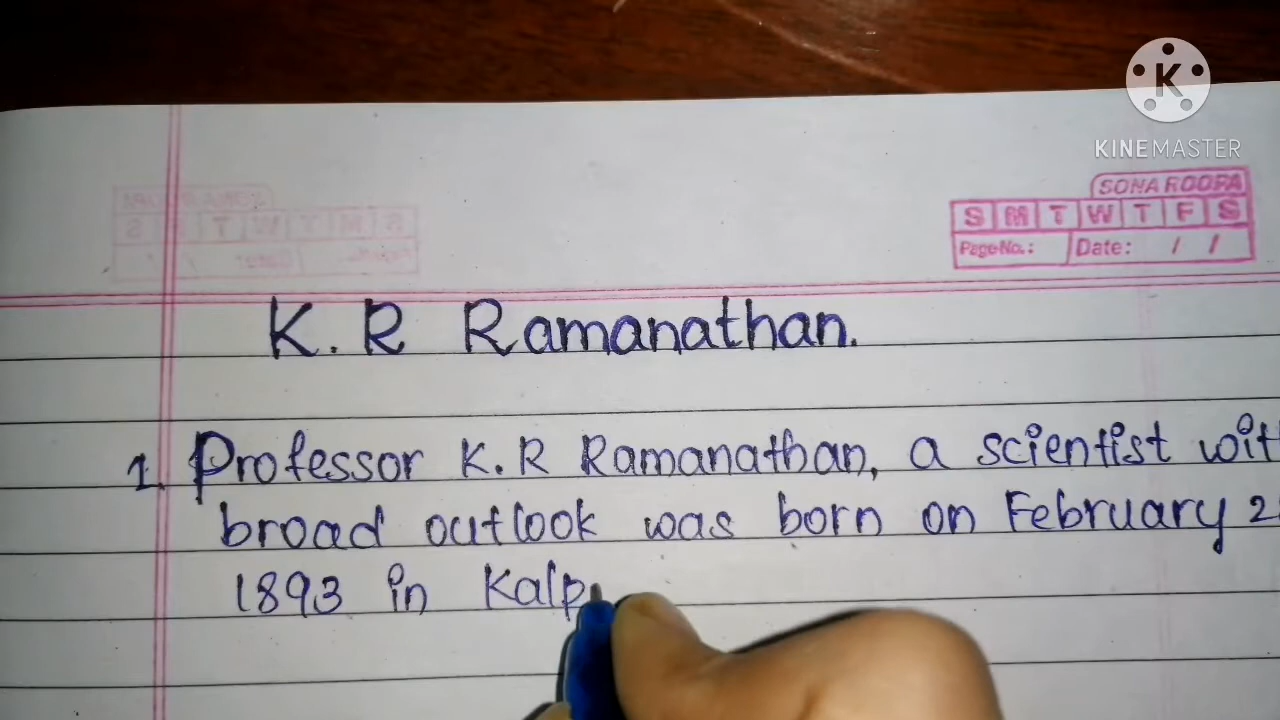 K
KINEMASTER
SONA ROOPA
S M T W T F S
Page No.: Date: / /
K. R Ramanathan.
1. Professor K.R Ramanathan, a scientist wit
broad outlook was born on February 2
1893 in Kalp